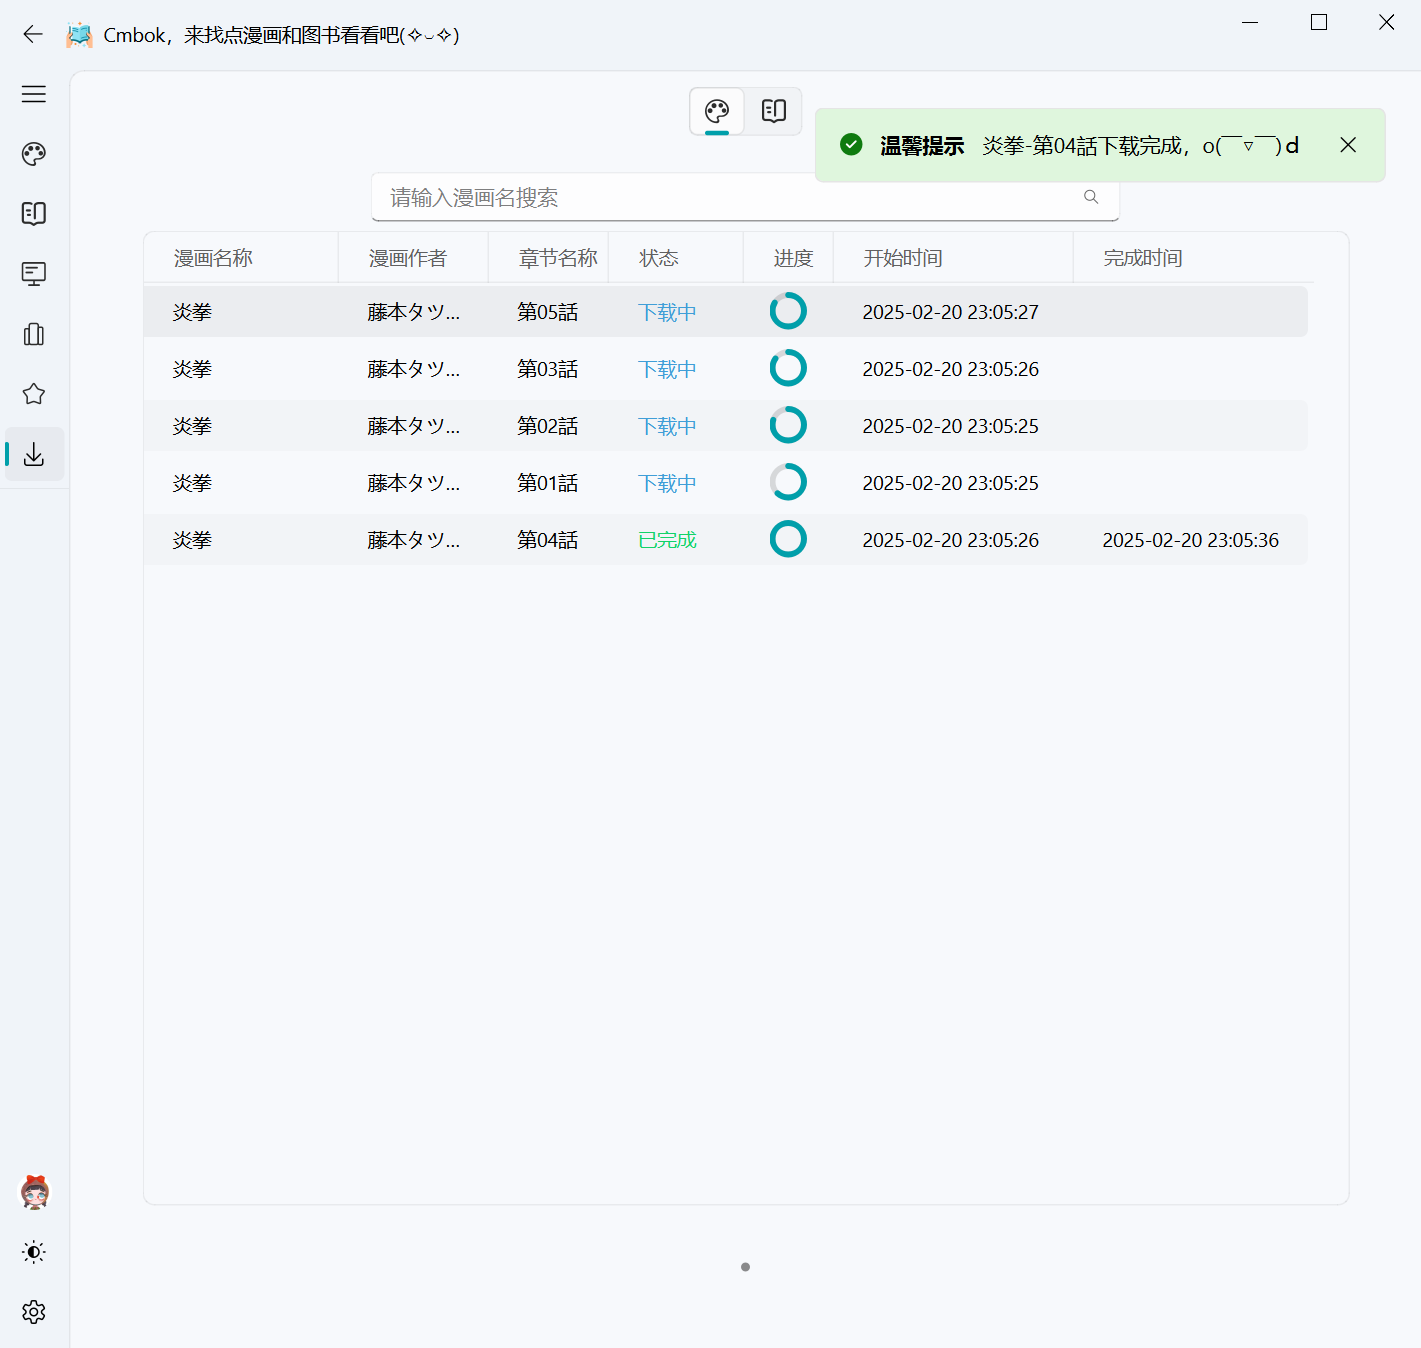 Cmbok，来找点漫画和图书看看吧(✧⌣✧)
温馨提示 炎拳-第04話下载完成，o(￣▽￣)ｄ
请输入漫画名搜索
漫画名称 漫画作者 章节名称 状态 进度 开始时间 完成时间
炎拳 藤本タツ... 第05話 下载中 2025-02-20 23:05:27
炎拳 藤本タツ... 第03話 下载中 2025-02-20 23:05:26
炎拳 藤本タツ... 第02話 下载中 2025-02-20 23:05:25
炎拳 藤本タツ... 第01話 下载中 2025-02-20 23:05:25
炎拳 藤本タツ... 第04話 已完成 2025-02-20 23:05:26 2025-02-20 23:05:36